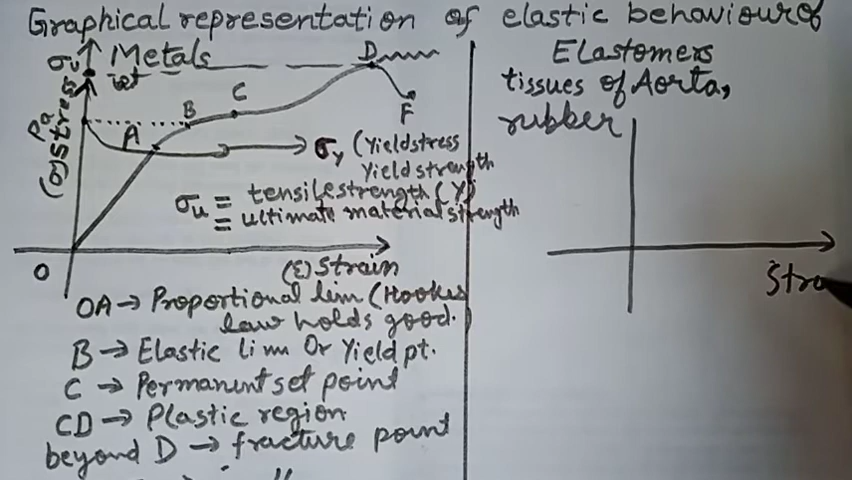 Graphical representation of elastic behaviour of
σu Metals
D
C
B
A
F
Pa
(σ) Stress
σy (Yield stress
Yield strength
σu = tensile strength (Y)
= ultimate material strength
O
(ε) Strain
OA → Proportional lim (Hookes
law holds good.
B → Elastic lim Or Yield pt.
C → Permanent set point
CD → Plastic region
beyond D → fracture point
Elastomers
tissues of Aorta,
rubber
Stra